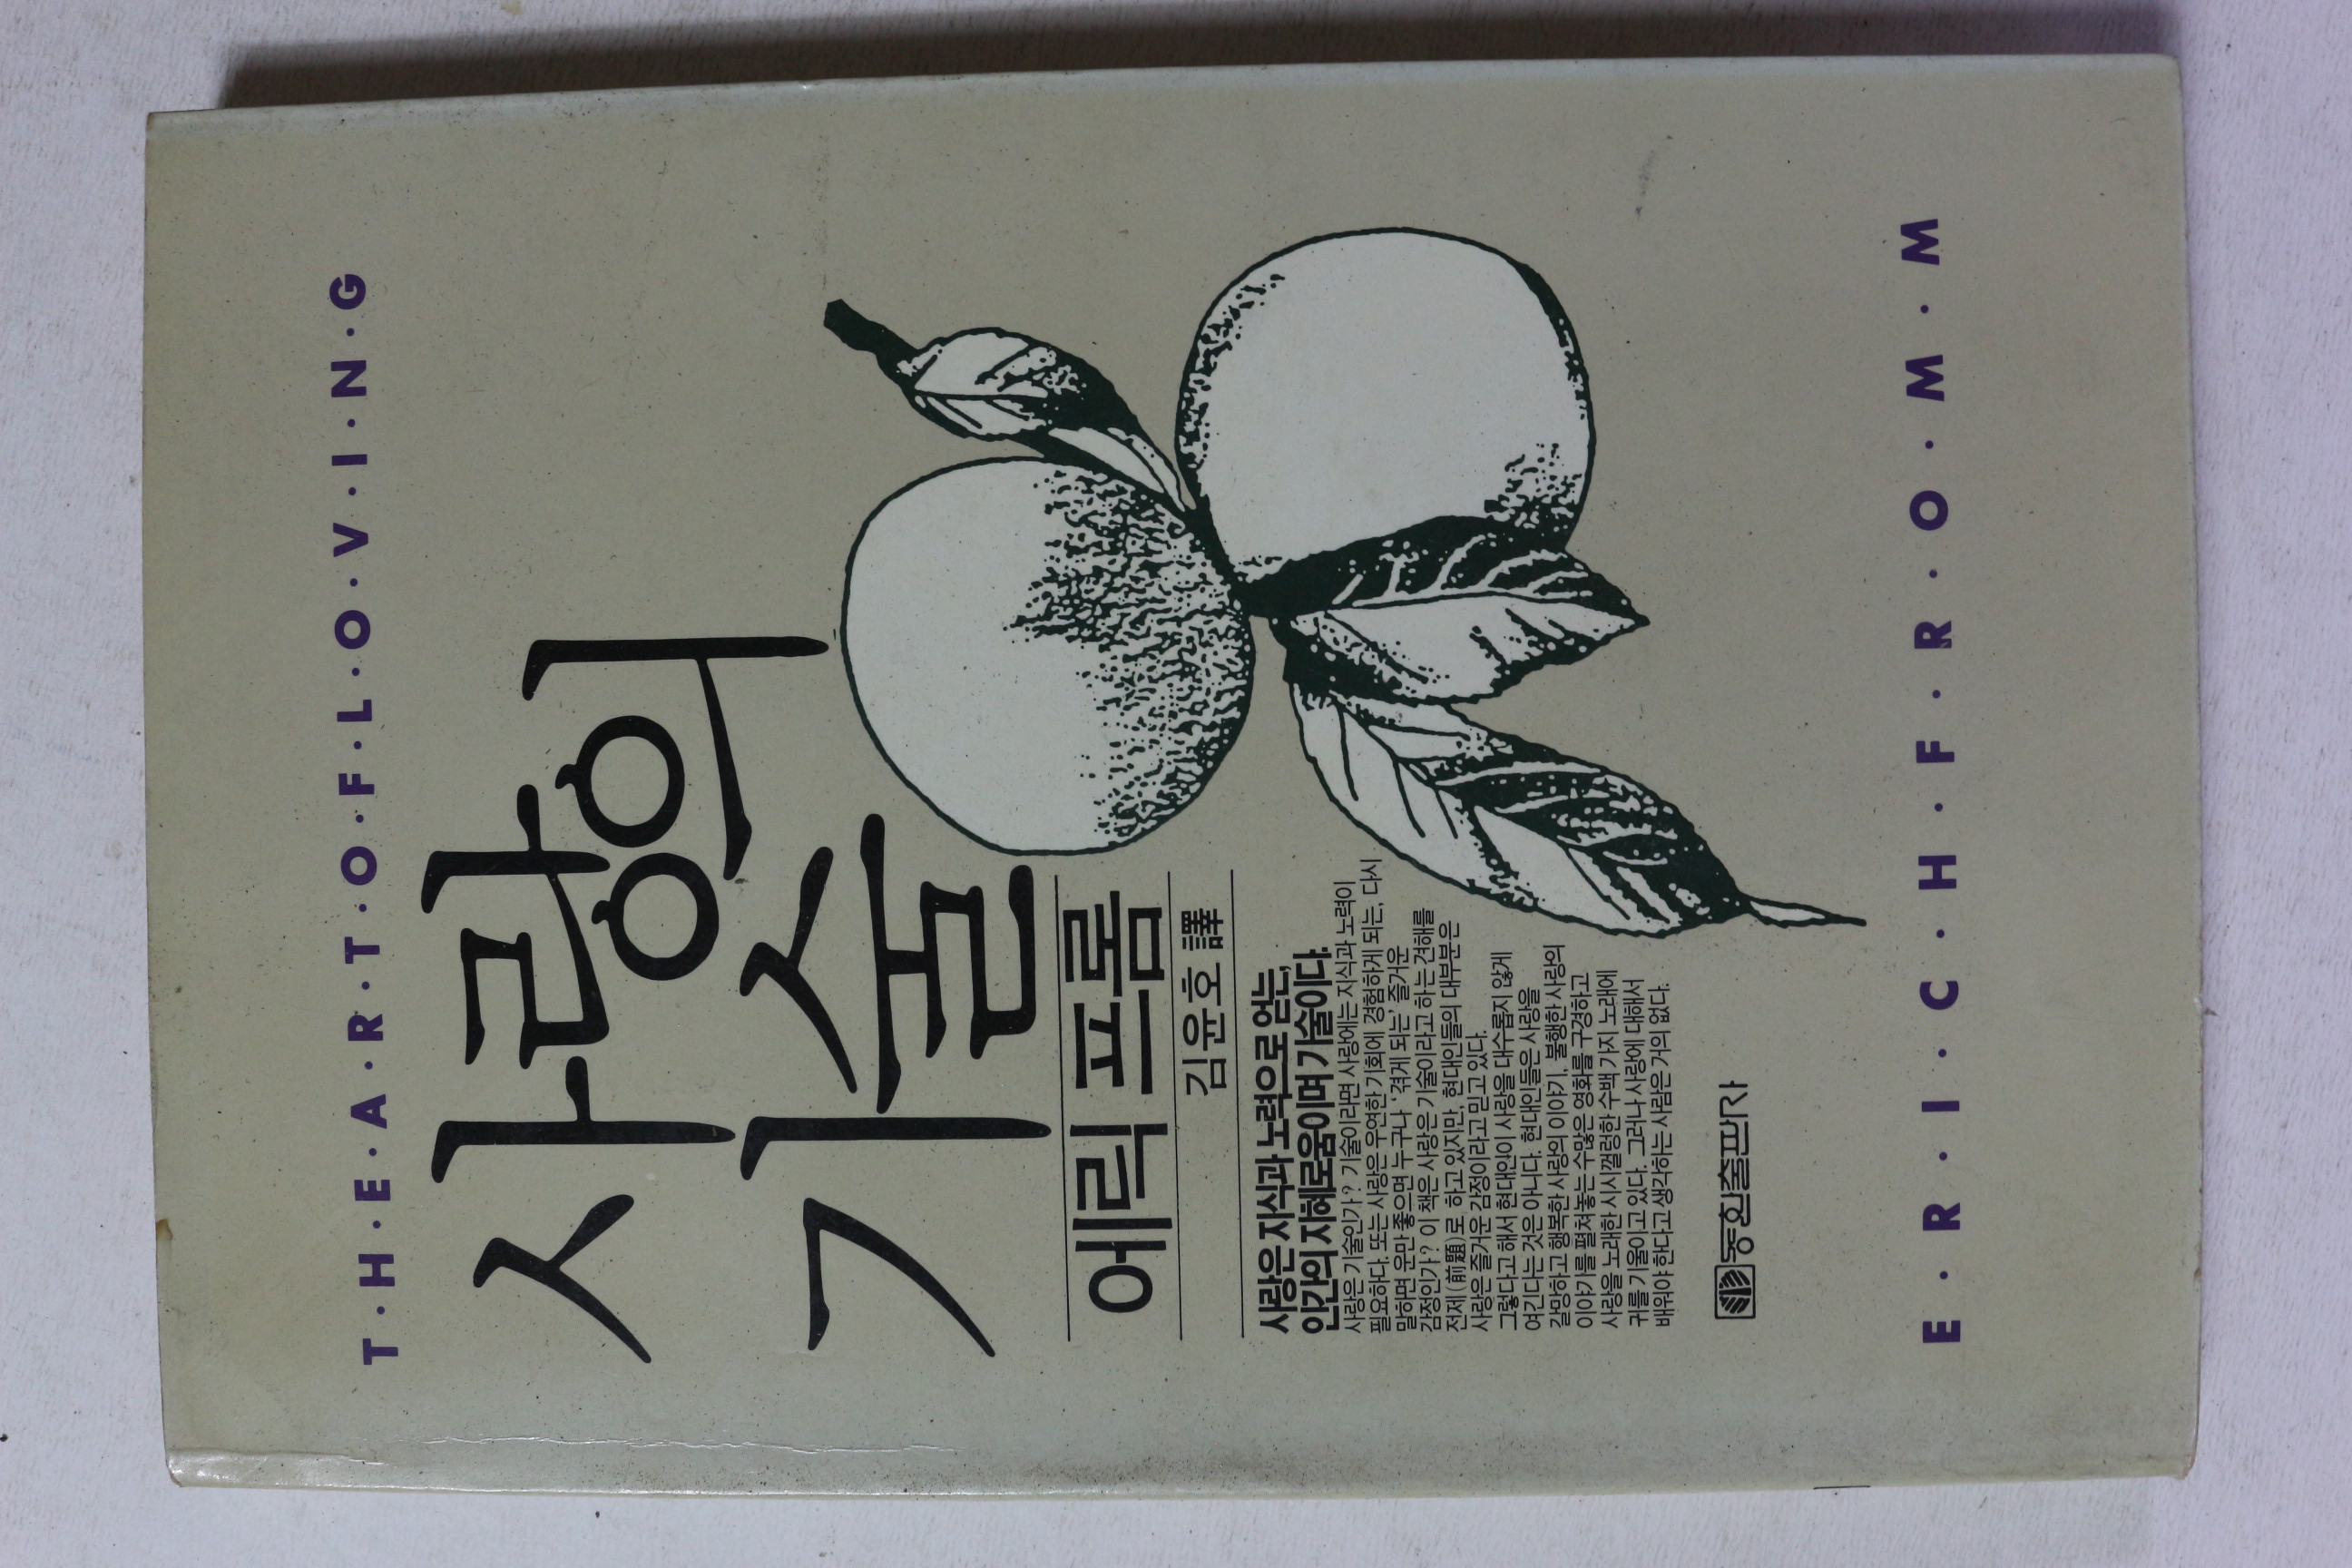 T·H·E·A·R·T·O·F·L·O·V·I·N·G
사랑의
기술
에릭 프롬
김윤호 譯
사랑은 지식과 노력으로 얻는,
인간의 지혜로움이며 기술이다.
사랑은 기술인가? 기술이라면 사랑에는 지식과 노력이
필요하다. 또는 사랑은 우연한 기회에 경험하게 되는, 다시
말하면 운만 좋으면 누구나 '겪게 되는' 즐거운
감정인가? 이 책은 사랑은 기술이라고 하는 견해를
전제(前題)로 하고 있지만, 현대인들의 대부분은
사랑은 즐거운 감정이라고 믿고 있다.
그렇다고 해서 현대인이 사랑을 대수롭지 않게
여긴다는 것은 아니다. 현대인들은 사랑을
갈망하고 행복한 사랑의 이야기, 불행한 사랑의
이야기를 펼쳐놓는 수많은 영화를 구경하고
사랑을 노래한 시시껄렁한 수백 가지 노래에
귀를 기울이고 있다. 그러나 사랑에 대해서
배워야 한다고 생각하는 사람은 거의 없다.
동한출판사
E·R·I·C·H·F·R·O·M·M